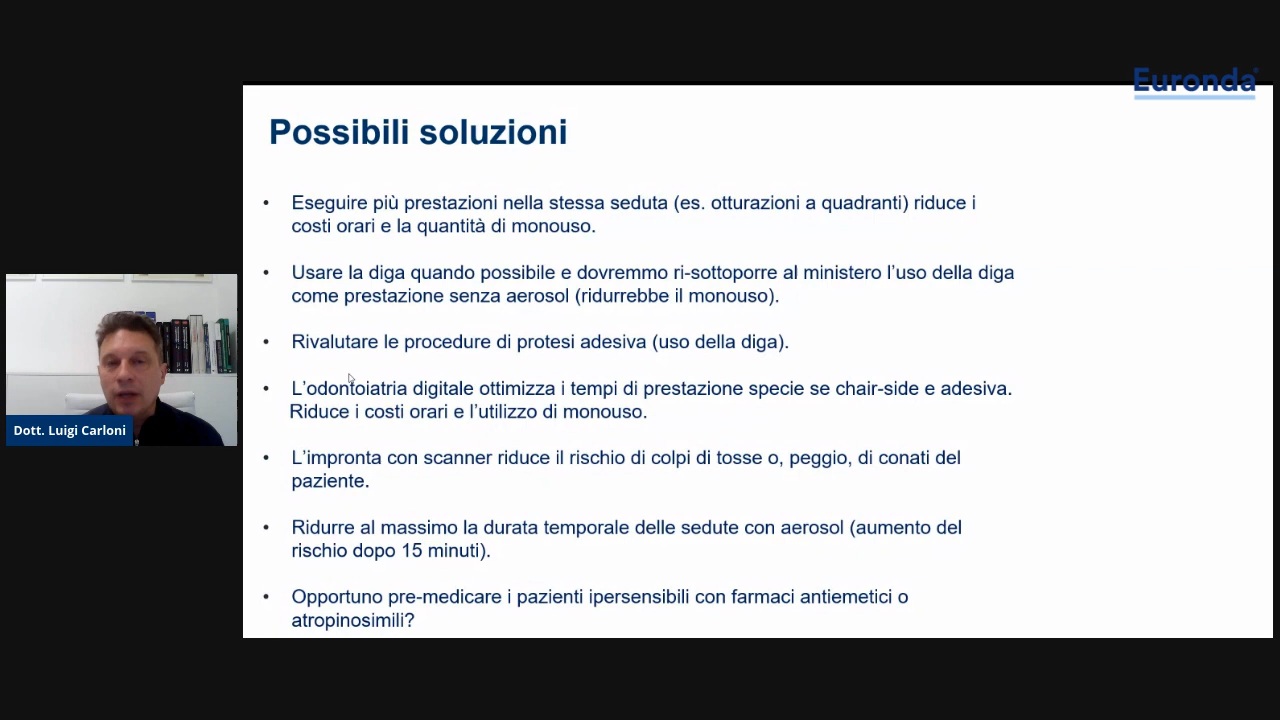 Euronda
Possibili soluzioni
• Eseguire più prestazioni nella stessa seduta (es. otturazioni a quadranti) riduce i
costi orari e la quantità di monouso.
• Usare la diga quando possibile e dovremmo ri-sottoporre al ministero l’uso della diga
come prestazione senza aerosol (ridurrebbe il monouso).
• Rivalutare le procedure di protesi adesiva (uso della diga).
• L’odontoiatria digitale ottimizza i tempi di prestazione specie se chair-side e adesiva.
Riduce i costi orari e l’utilizzo di monouso.
• L’impronta con scanner riduce il rischio di colpi di tosse o, peggio, di conati del
paziente.
• Ridurre al massimo la durata temporale delle sedute con aerosol (aumento del
rischio dopo 15 minuti).
• Opportuno pre-medicare i pazienti ipersensibili con farmaci antiemetici o
atropinosimili?
Dott. Luigi Carloni